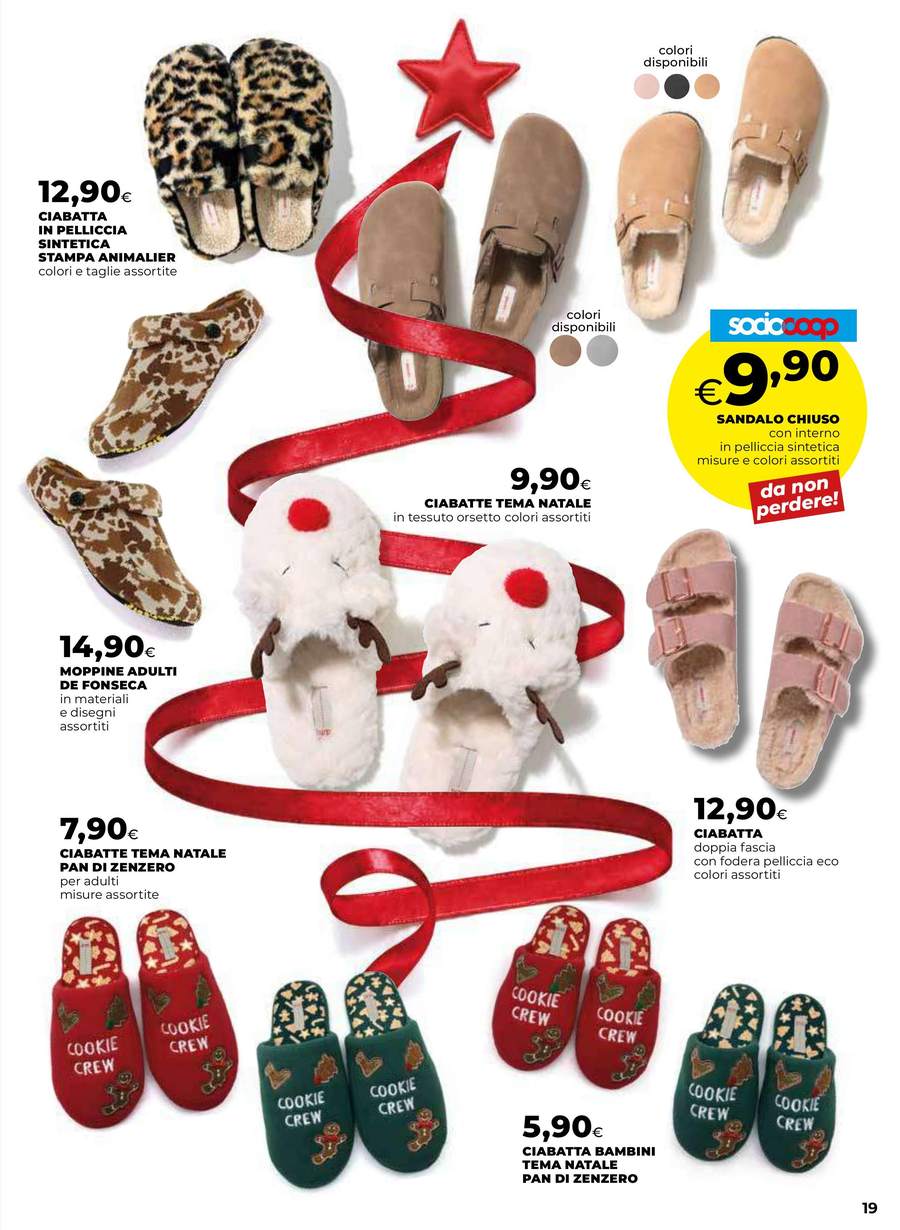 colori
disponibili
12,90€
CIABATTA
IN PELLICCIA
SINTETICA
STAMPA ANIMALIER
colori e taglie assortite
colori
disponibili
sociocoop
€9,90
SANDALO CHIUSO
con interno
in pelliccia sintetica
misure e colori assortiti
da non
perdere!
9,90€
CIABATTE TEMA NATALE
in tessuto orsetto colori assortiti
14,90€
MOPPINE ADULTI
DE FONSECA
in materiali
e disegni
assortiti
12,90€
CIABATTA
doppia fascia
con fodera pelliccia eco
colori assortiti
7,90€
CIABATTE TEMA NATALE
PAN DI ZENZERO
per adulti
misure assortite
COOKIE
CREW
COOKIE
CREW
COOKIE
CREW
COOKIE
CREW
COOKIE
CREW
COOKIE
CREW
COOKIE
CREW
COOKIE
CREW
5,90€
CIABATTA BAMBINI
TEMA NATALE
PAN DI ZENZERO
19